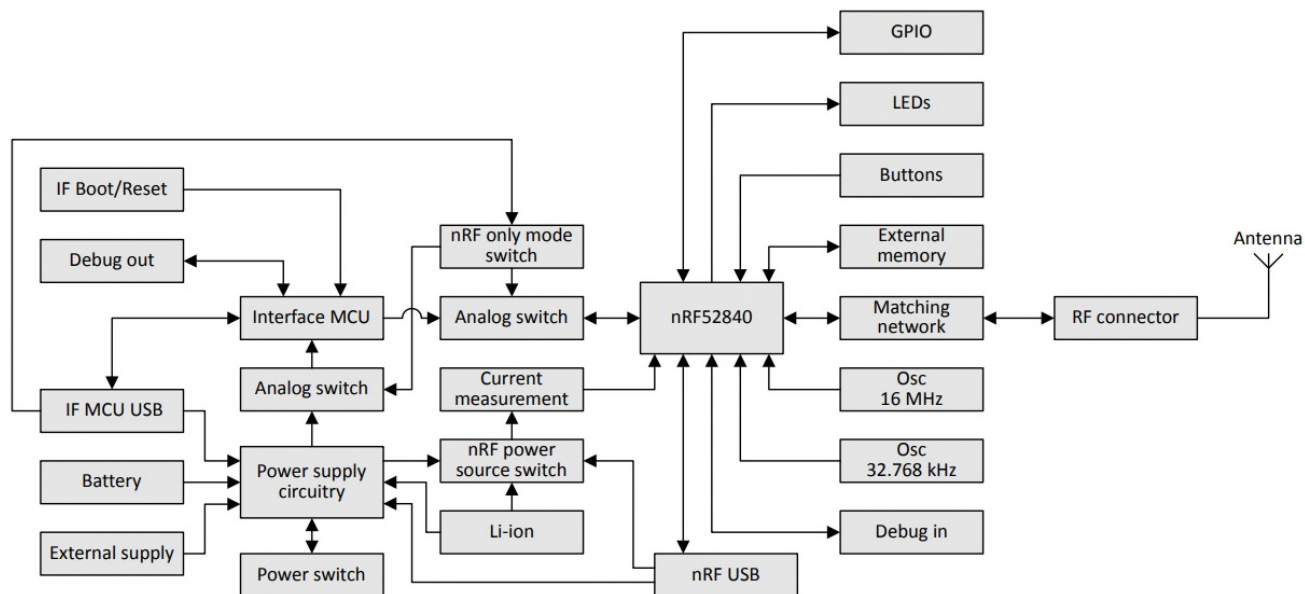 GPIO
LEDs
IF Boot/Reset
Buttons
nRF only mode
switch
External
memory
Antenna
Debug out
Interface MCU
Analog switch
nRF52840
Matching
network
RF connector
Analog switch
Current
measurement
Osc
16 MHz
IF MCU USB
nRF power
source switch
Osc
32.768 kHz
Battery
Power supply
circuitry
Li-ion
Debug in
External supply
Power switch
nRF USB